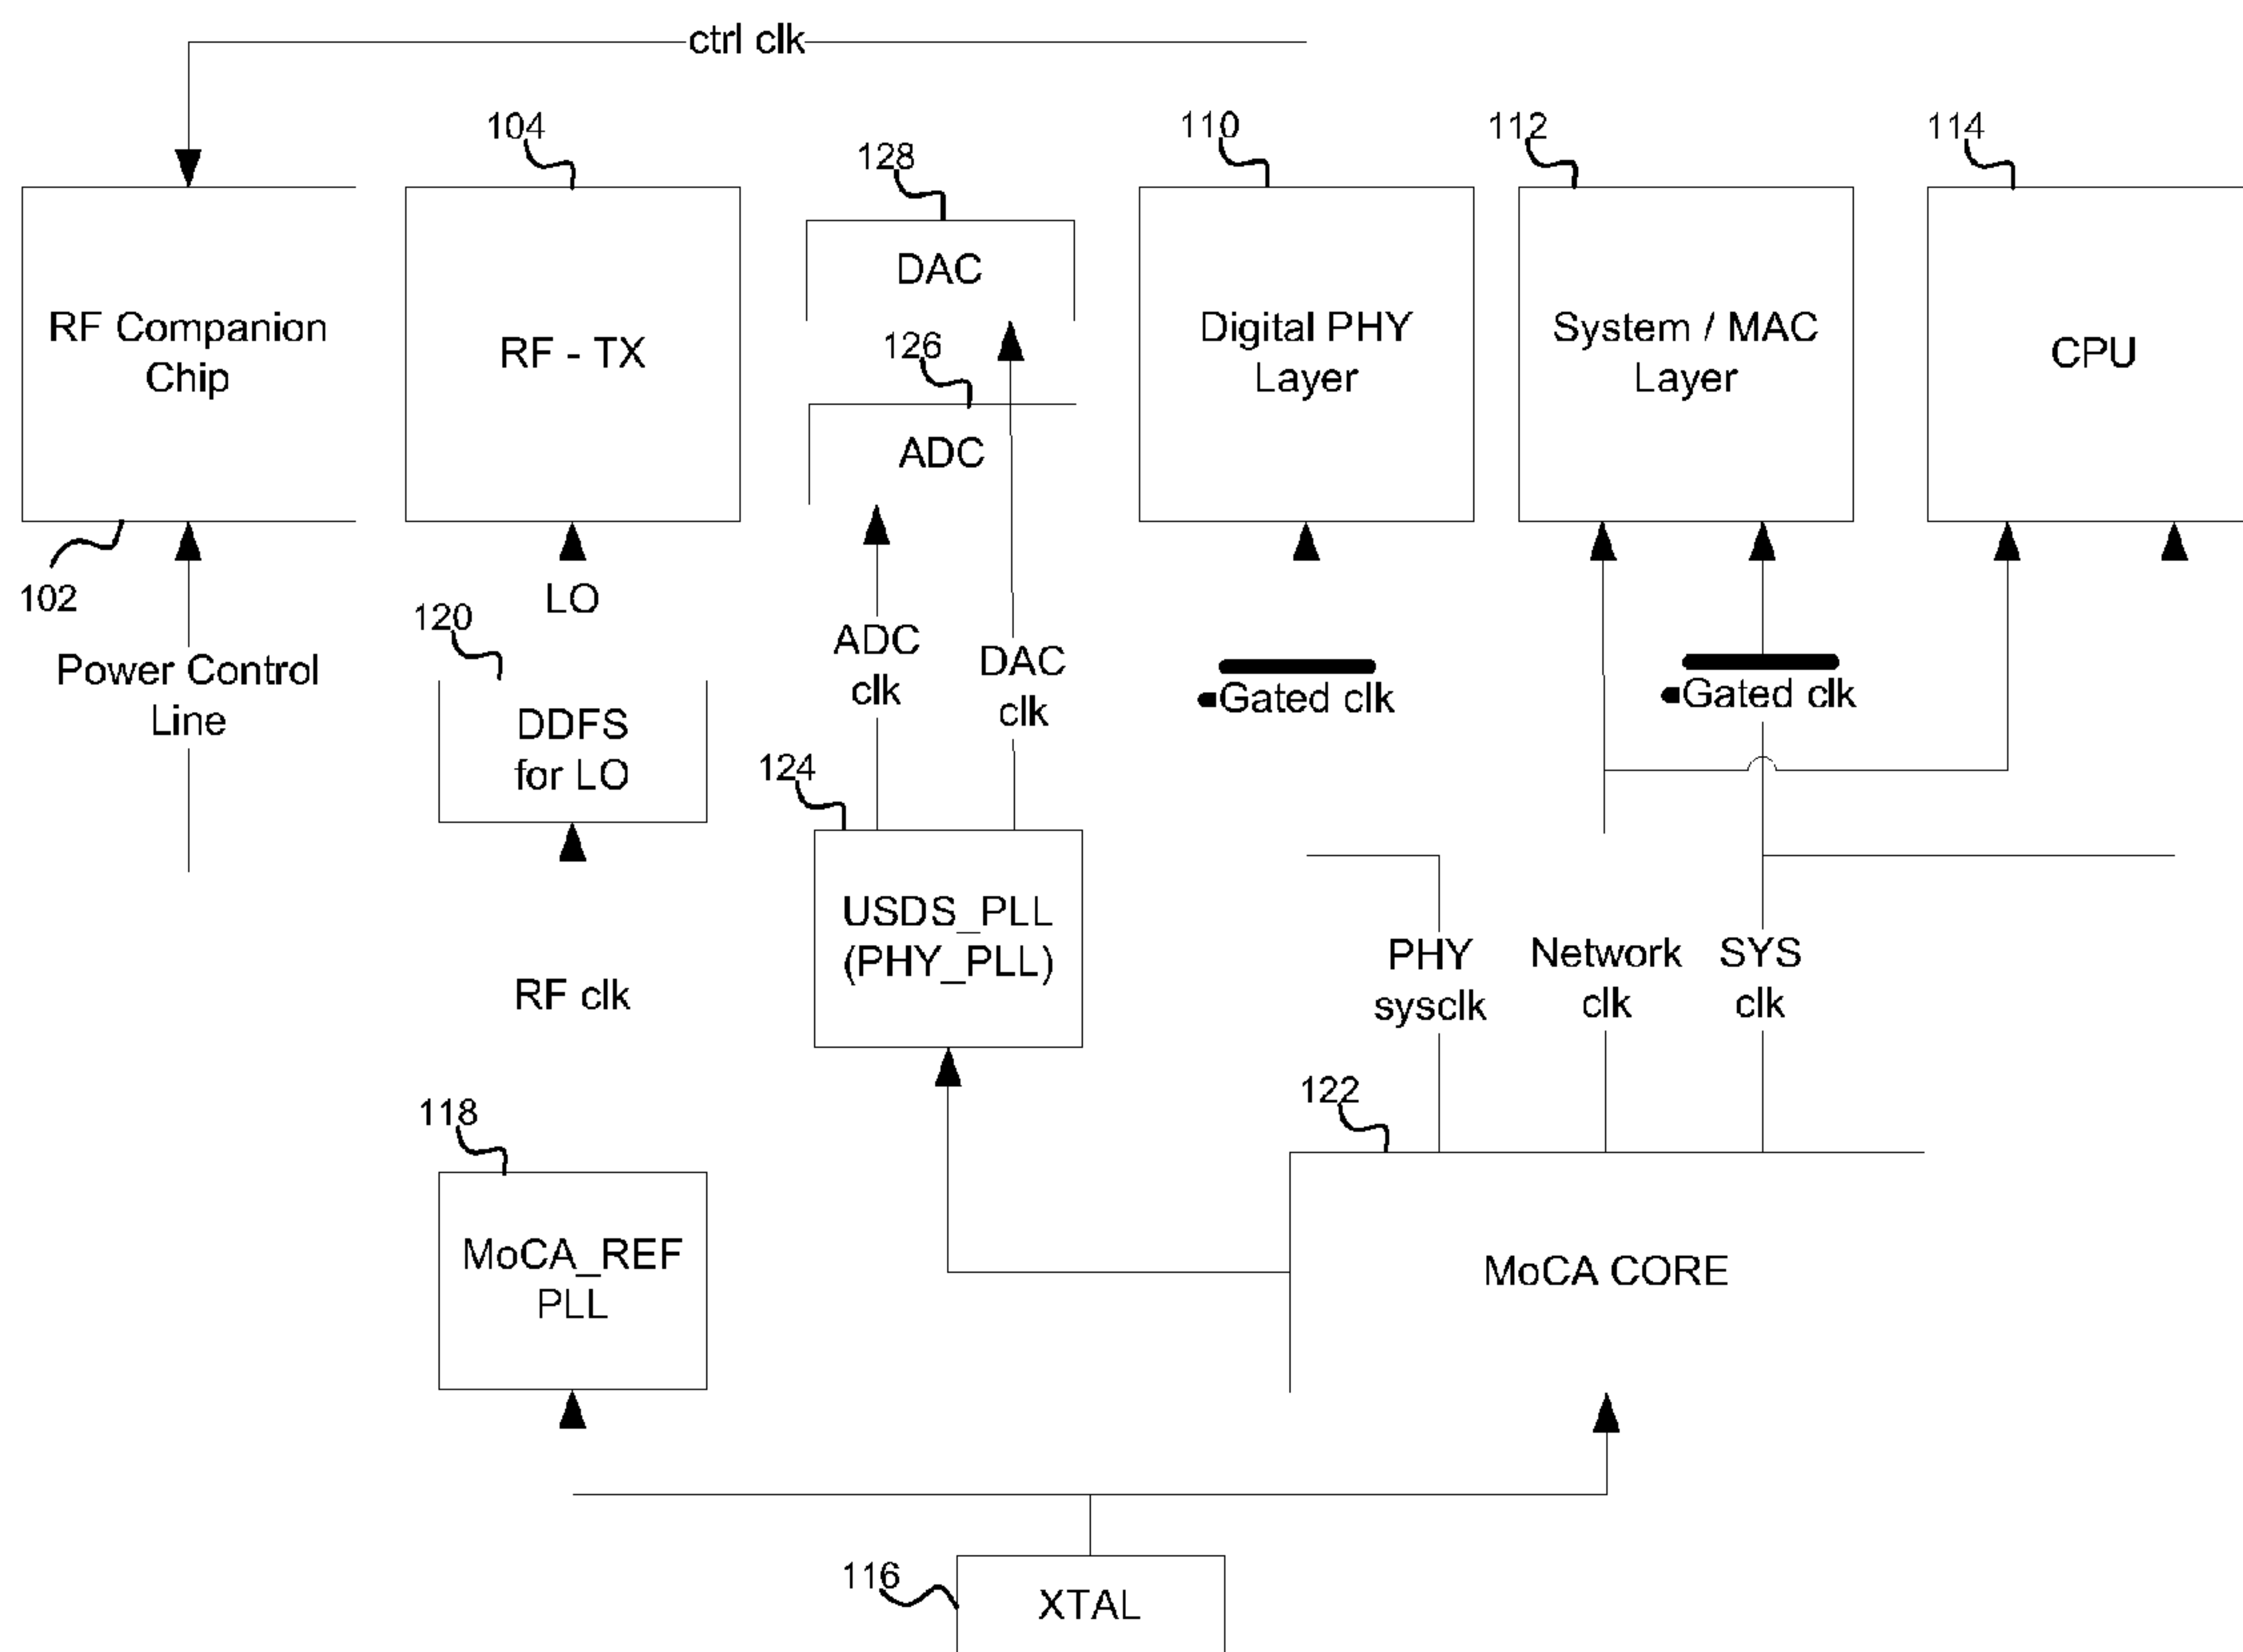 ctrl clk
104
128
110
112
114
DAC
RF Companion
Chip
RF - TX
126
Digital PHY
Layer
System / MAC
Layer
CPU
ADC
102
LO
120
Power Control
Line
ADC
clk
DAC
clk
Gated clk
Gated clk
DDFS
for LO
124
USDS_PLL
(PHY_PLL)
RF clk
PHY
sysclk
Network
clk
SYS
clk
118
122
MoCA_REF
PLL
MoCA CORE
116
XTAL